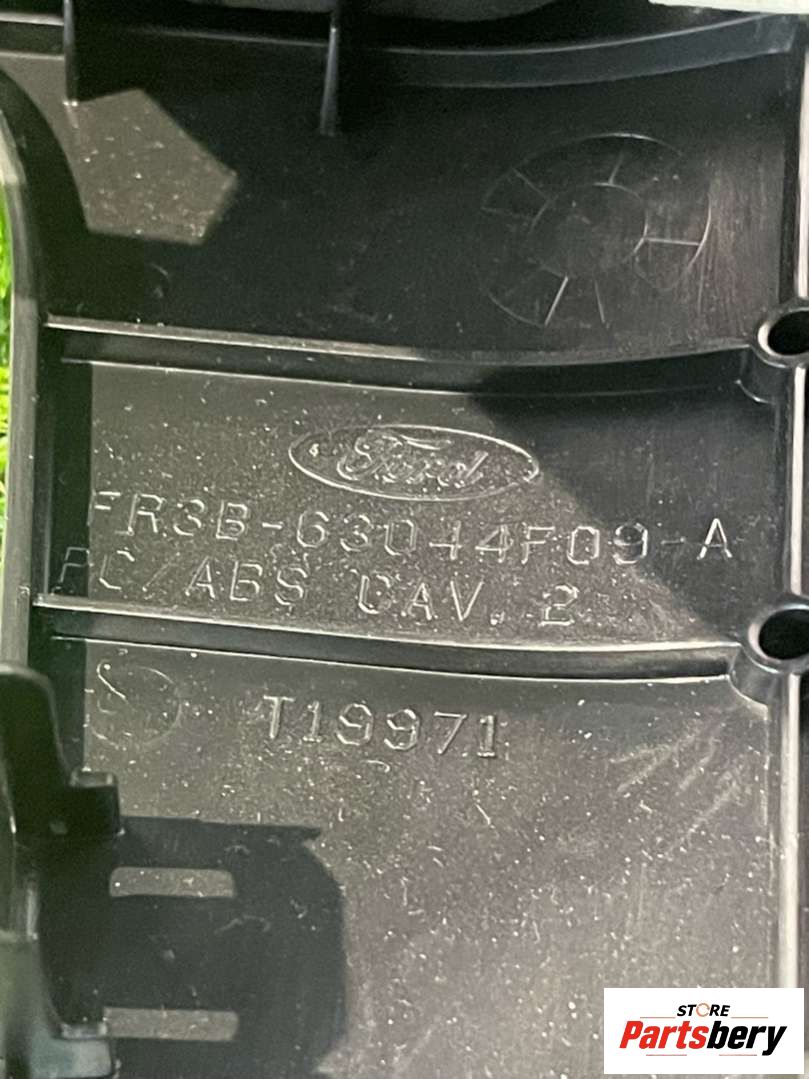 Ford
FR3B-63044F09-A
PC/ABS CAV. 2
T19971
STORE
Partsbery